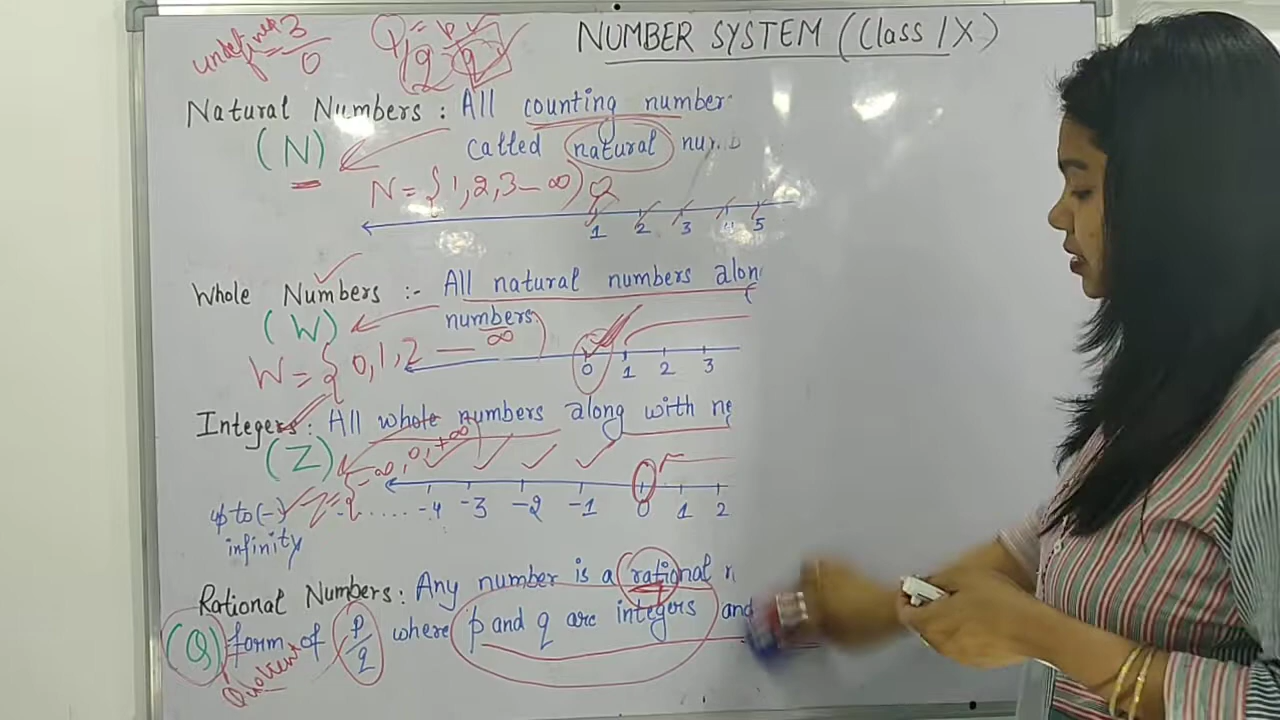 NUMBER SYSTEM (Class IX)
undefined = 3/0
Q = p/q
Natural Numbers : All counting number
(N) called natural nu
N = { 1, 2, 3 — ∞)
1 2 3 5
Whole Numbers :- All natural numbers alon
(W) numbers
W = { 0, 1, 2 — ∞
0 1 2 3
Integers : All whole numbers along with ne
(Z) Z = { -∞, 0, +∞
up to (-) ..... -4 -3 -2 -1 0 1 2
infinity
Rational Numbers : Any number is a rational n
(Q) form of p/q where p and q are integers and
Quotient